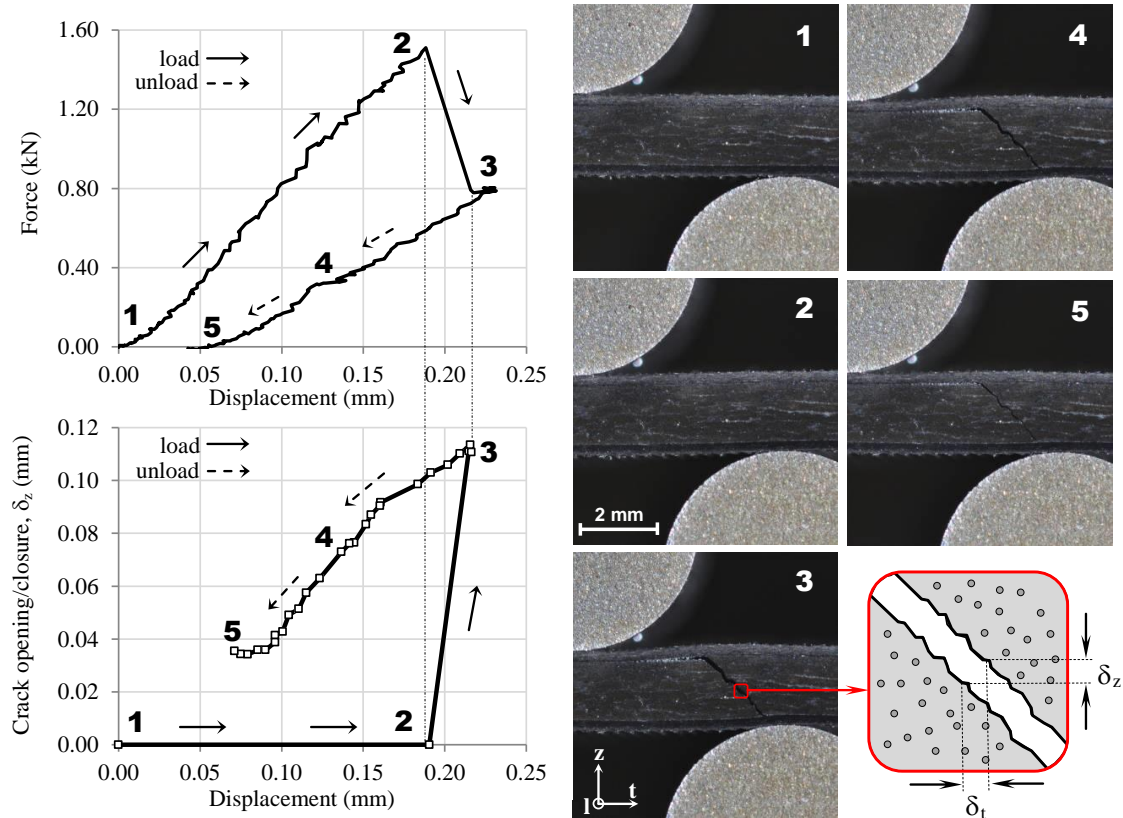 1.60
1.20
0.80
0.40
0.00
Force (kN)
load
unload
1
2
3
4
5
0.00 0.05 0.10 0.15 0.20 0.25
Displacement (mm)
0.12
0.10
0.08
0.06
0.04
0.02
0.00
Crack opening/closure, δz (mm)
load
unload
1
2
3
4
5
0.00 0.05 0.10 0.15 0.20 0.25
Displacement (mm)
1
4
2
2 mm
5
3
z
t
l
δz
δt